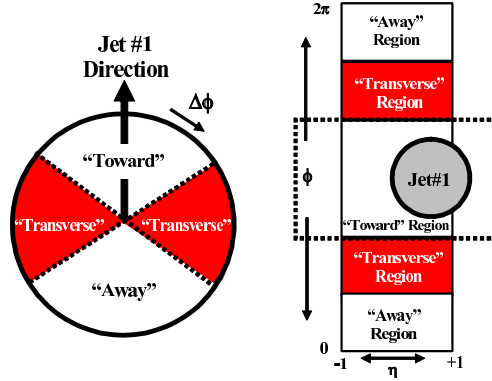 Jet #1
Direction
Δϕ
“Toward”
“Transverse” “Transverse”
“Away”
2π
“Away”
Region
“Transverse”
Region
ϕ
Jet#1
“Toward” Region
“Transverse”
Region
“Away”
Region
0
-1 +1
η